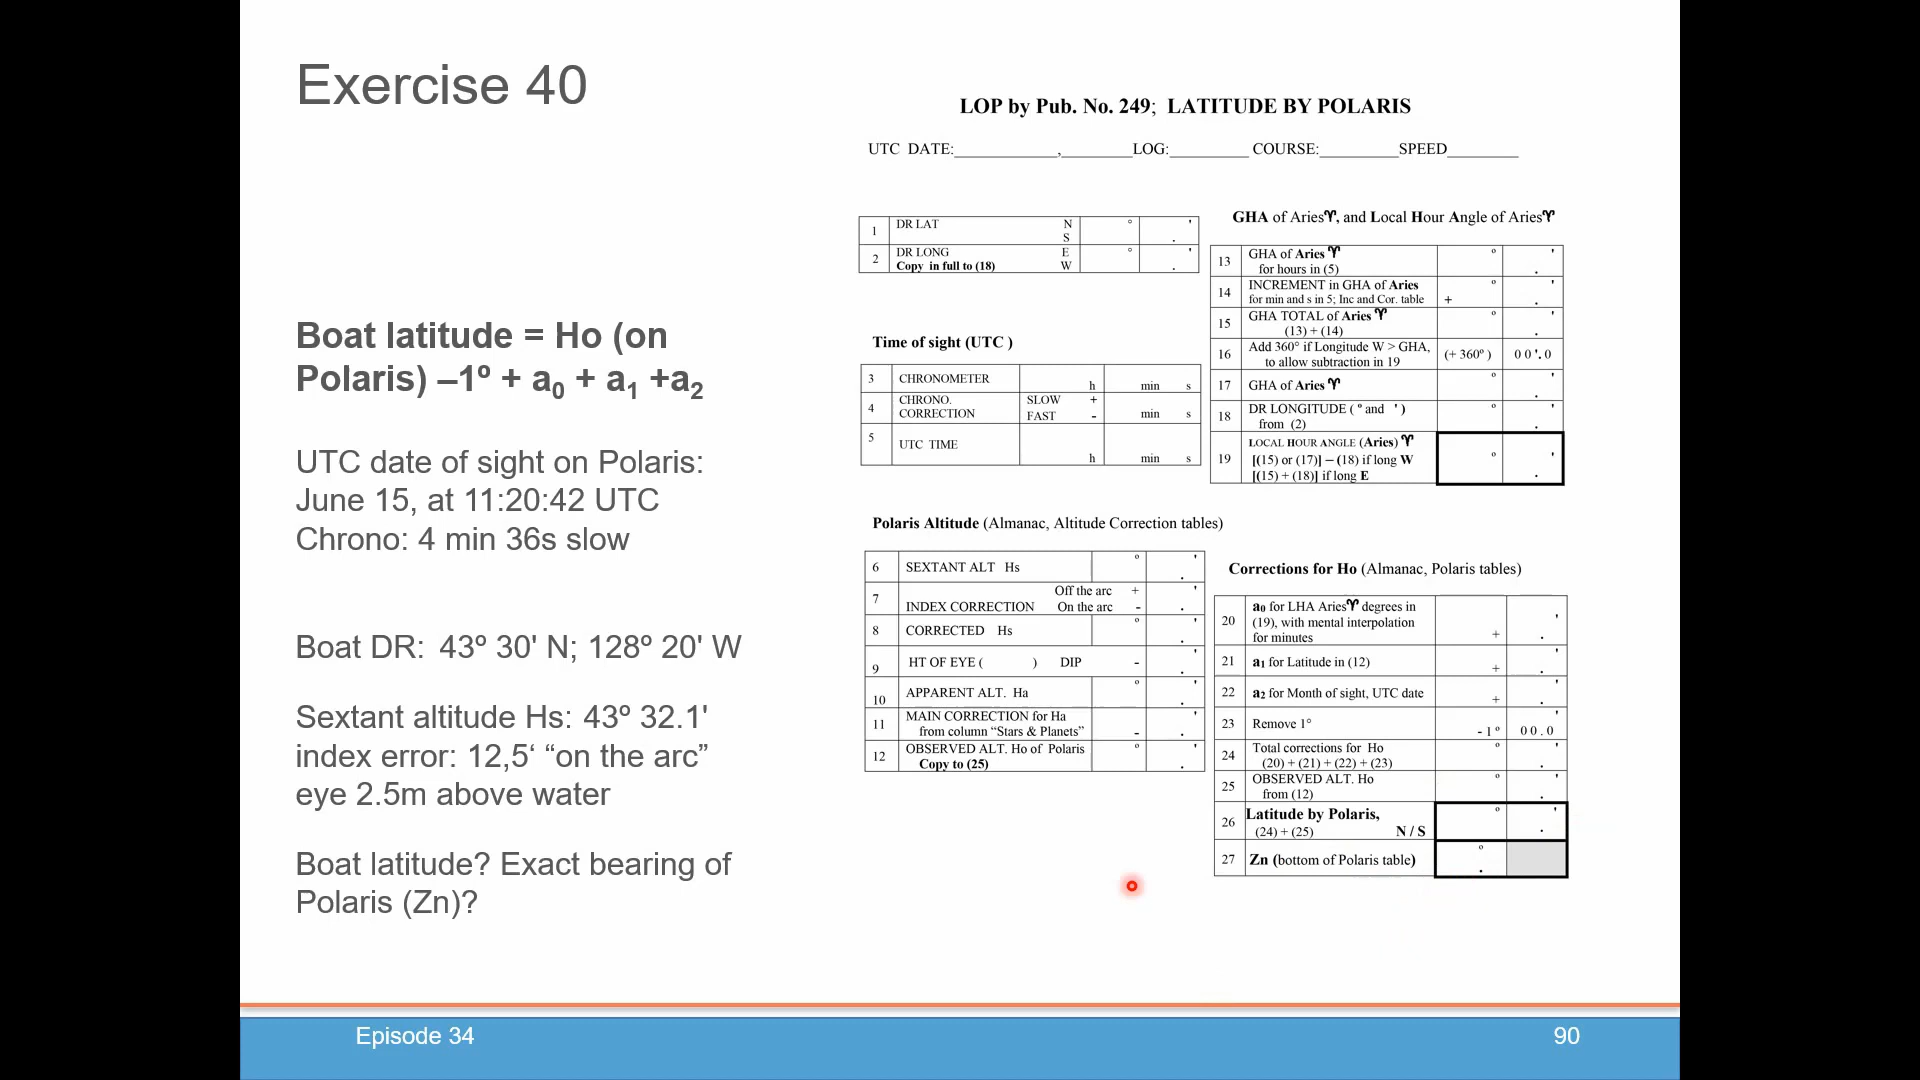 Exercise 40
Boat latitude = Ho (on
Polaris) –1º + a0 + a1 +a2
UTC date of sight on Polaris:
June 15, at 11:20:42 UTC
Chrono: 4 min 36s slow
Boat DR: 43º 30' N; 128º 20' W
Sextant altitude Hs: 43º 32.1'
index error: 12,5‘ “on the arc”
eye 2.5m above water
Boat latitude? Exact bearing of
Polaris (Zn)?
LOP by Pub. No. 249; LATITUDE BY POLARIS
UTC DATE:____________,________LOG:_________ COURSE:_________SPEED________
1 DR LAT N º '
S .
2 DR LONG E º '
Copy in full to (18) W .
Time of sight (UTC )
3 CHRONOMETER h min s
4 CHRONO. SLOW +
CORRECTION FAST - min s
5 UTC TIME h min s
Polaris Altitude (Almanac, Altitude Correction tables)
6 SEXTANT ALT Hs º ' .
7 Off the arc + '
INDEX CORRECTION On the arc - .
8 CORRECTED Hs º ' .
9 HT OF EYE ( ) DIP - ' .
10 APPARENT ALT. Ha º ' .
11 MAIN CORRECTION for Ha '
from column “Stars & Planets” - .
12 OBSERVED ALT. Ho of Polaris º '
Copy to (25) .
GHA of Aries♈, and Local Hour Angle of Aries♈
13 GHA of Aries ♈ º '
for hours in (5) .
14 INCREMENT in GHA of Aries º '
for min and s in 5; Inc and Cor. table + .
15 GHA TOTAL of Aries ♈ º '
(13) + (14) .
16 Add 360° if Longitude W > GHA, (+ 360º ) 0 0 '. 0
to allow subtraction in 19
17 GHA of Aries ♈ º ' .
18 DR LONGITUDE ( º and ' ) º '
from (2) .
19 LOCAL HOUR ANGLE (Aries) ♈ º '
[(15) or (17)] – (18) if long W
[(15) + (18)] if long E .
Corrections for Ho (Almanac, Polaris tables)
20 a0 for LHA Aries♈ degrees in
(19), with mental interpolation '
for minutes + .
21 a1 for Latitude in (12) + ' .
22 a2 for Month of sight, UTC date + ' .
23 Remove 1° - 1 º 0 0 . 0 '
24 Total corrections for Ho º '
(20) + (21) + (22) + (23) .
25 OBSERVED ALT. Ho º '
from (12) .
26 Latitude by Polaris, º '
(24) + (25) N / S .
27 Zn (bottom of Polaris table) º .
Episode 34
90